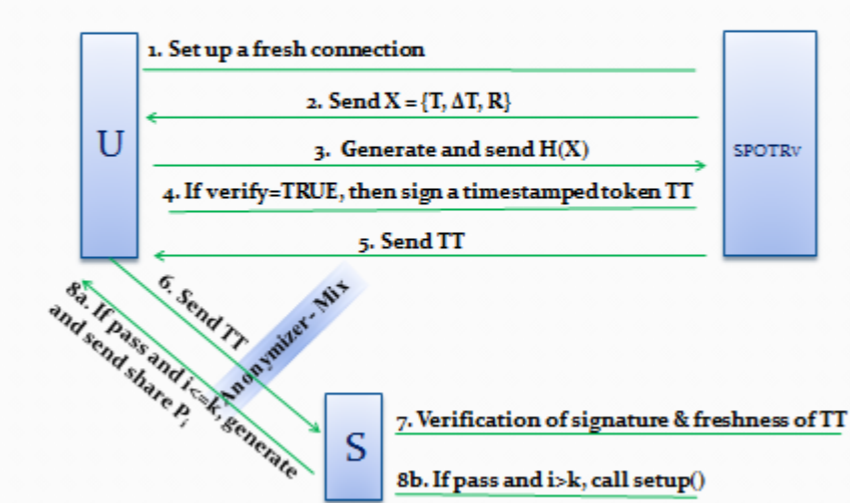 1. Set up a fresh connection
2. Send X = {T, ΔT, R}
U
3. Generate and send H(X)
SPOTRV
4. If verify=TRUE, then sign a timestamped token TT
5. Send TT
6. Send TT
Anonymizer- Mix
8a. If pass and i<=k, generate
and send share Pi
S
7. Verification of signature & freshness of TT
8b. If pass and i>k, call setup()